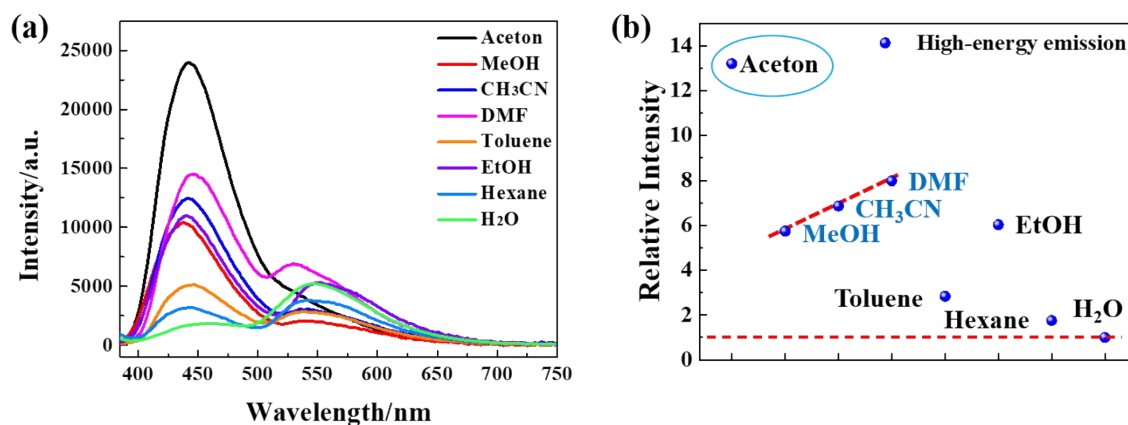 (a)
Intensity/a.u.
25000
20000
15000
10000
5000
0
400 450 500 550 600 650 700 750
Wavelength/nm
Aceton
MeOH
CH3CN
DMF
Toluene
EtOH
Hexane
H2O
(b)
Relative Intensity
14
12
10
8
6
4
2
0
High-energy emission
Aceton
DMF
CH₃CN
MeOH
EtOH
Toluene
Hexane
H₂O